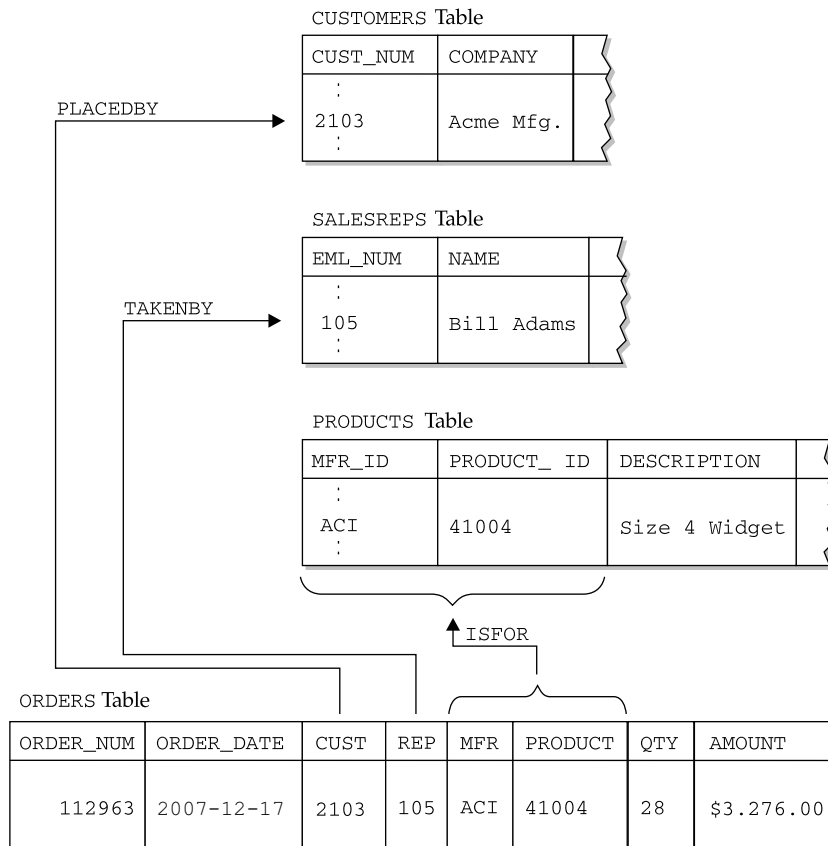 CUSTOMERS Table
CUST_NUM COMPANY
PLACEDBY
2103 Acme Mfg.
SALESREPS Table
EML_NUM NAME
TAKENBY
105 Bill Adams
PRODUCTS Table
MFR_ID PRODUCT_ ID DESCRIPTION
ACI 41004 Size 4 Widget
ISFOR
ORDERS Table
ORDER_NUM ORDER_DATE CUST REP MFR PRODUCT QTY AMOUNT
112963 2007-12-17 2103 105 ACI 41004 28 $3.276.00